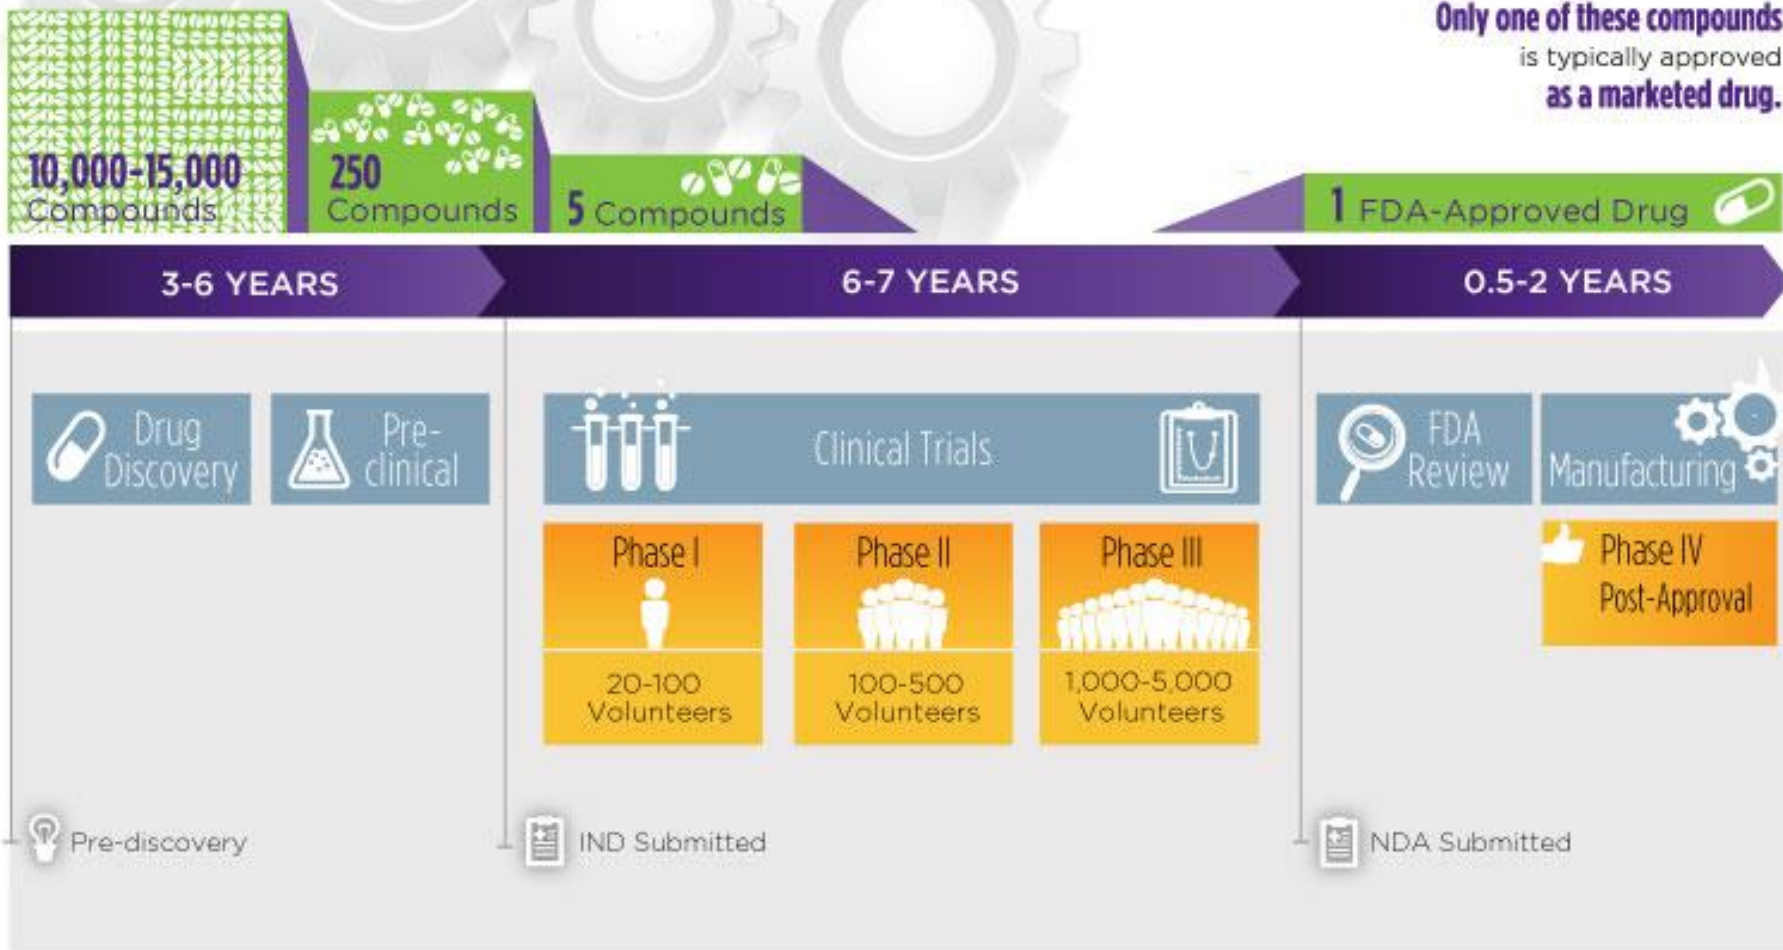 Only one of these compounds
is typically approved
as a marketed drug.
10,000-15,000
Compounds
250
Compounds
5 Compounds
1 FDA-Approved Drug
3-6 YEARS
6-7 YEARS
0.5-2 YEARS
Drug
Discovery
Pre-
clinical
Clinical Trials
FDA
Review
Manufacturing
Phase I
20-100
Volunteers
Phase II
100-500
Volunteers
Phase III
1,000-5,000
Volunteers
Phase IV
Post-Approval
Pre-discovery
IND Submitted
NDA Submitted